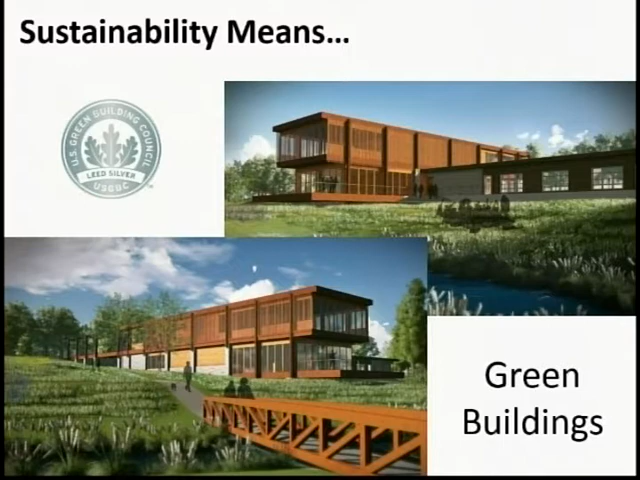 Sustainability Means...
U.S. GREEN BUILDING COUNCIL
LEED SILVER
USGBC
Green
Buildings